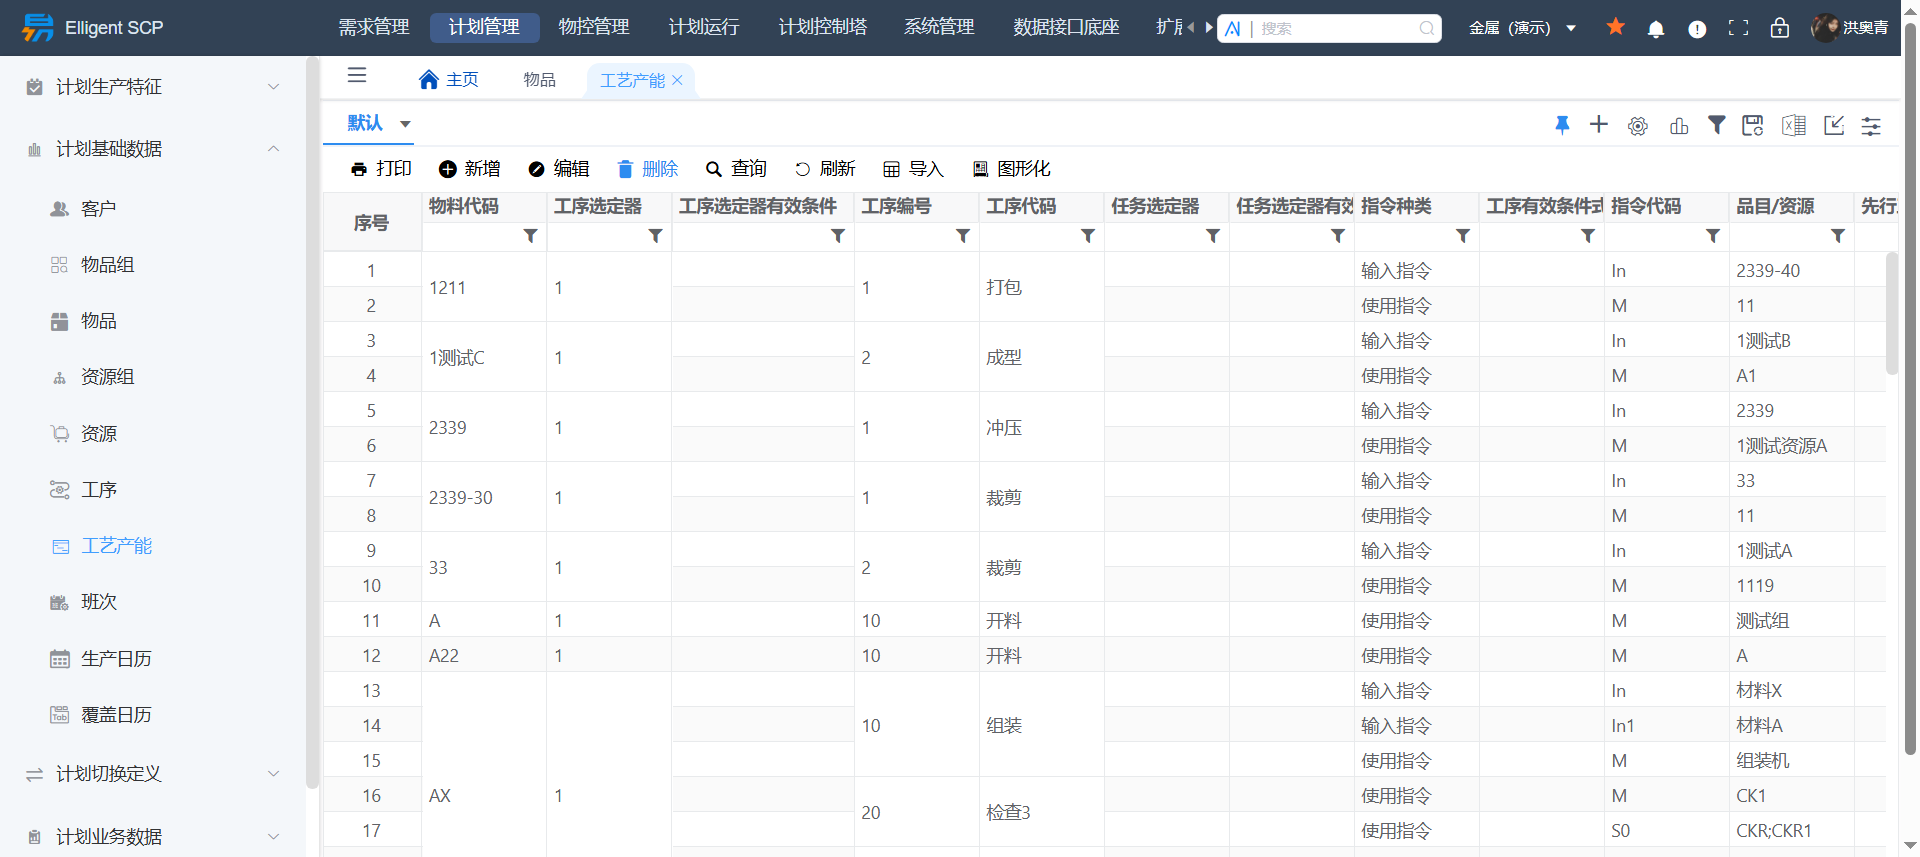 Elligent SCP
需求管理 计划管理 物控管理 计划运行 计划控制塔 系统管理 数据接口底座
搜索
金属 (演示)
洪奥青
计划生产特征
计划基础数据
客户
物品组
物品
资源组
资源
工序
工艺产能
班次
生产日历
覆盖日历
计划切换定义
计划业务数据
主页 物品 工艺产能
默认
打印 新增 编辑 删除 查询 刷新 导入 图形化
序号 物料代码 工序选定器 工序选定器有效条件 工序编号 工序代码 任务选定器 任务选定器有效 指令种类 工序有效条件式 指令代码 品目/资源 先行
1 1211 1 1 打包 输入指令 In 2339-40
2 使用指令 M 11
3 1测试C 1 2 成型 输入指令 In 1测试B
4 使用指令 M A1
5 2339 1 1 冲压 输入指令 In 2339
6 使用指令 M 1测试资源A
7 2339-30 1 1 裁剪 输入指令 In 33
8 使用指令 M 11
9 33 1 2 裁剪 输入指令 In 1测试A
10 使用指令 M 1119
11 A 1 10 开料 使用指令 M 测试组
12 A22 1 10 开料 使用指令 M A
13 输入指令 In 材料X
14 10 组装 输入指令 In1 材料A
15 使用指令 M 组装机
16 AX 1 20 检查3 使用指令 M CK1
17 使用指令 S0 CKR;CKR1